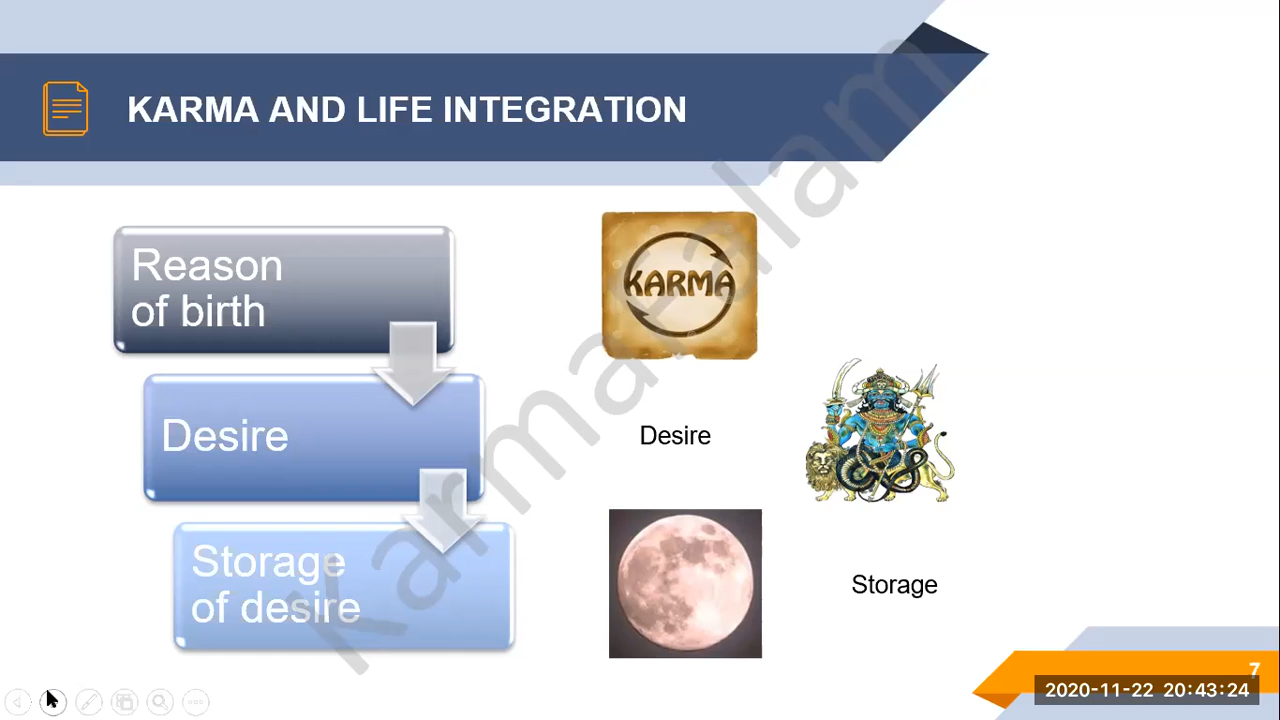 KARMA AND LIFE INTEGRATION
Reason
of birth
KARMA
Desire
Desire
Storage
of desire
Storage
KarmaPhalam
7
2020-11-22 20:43:24